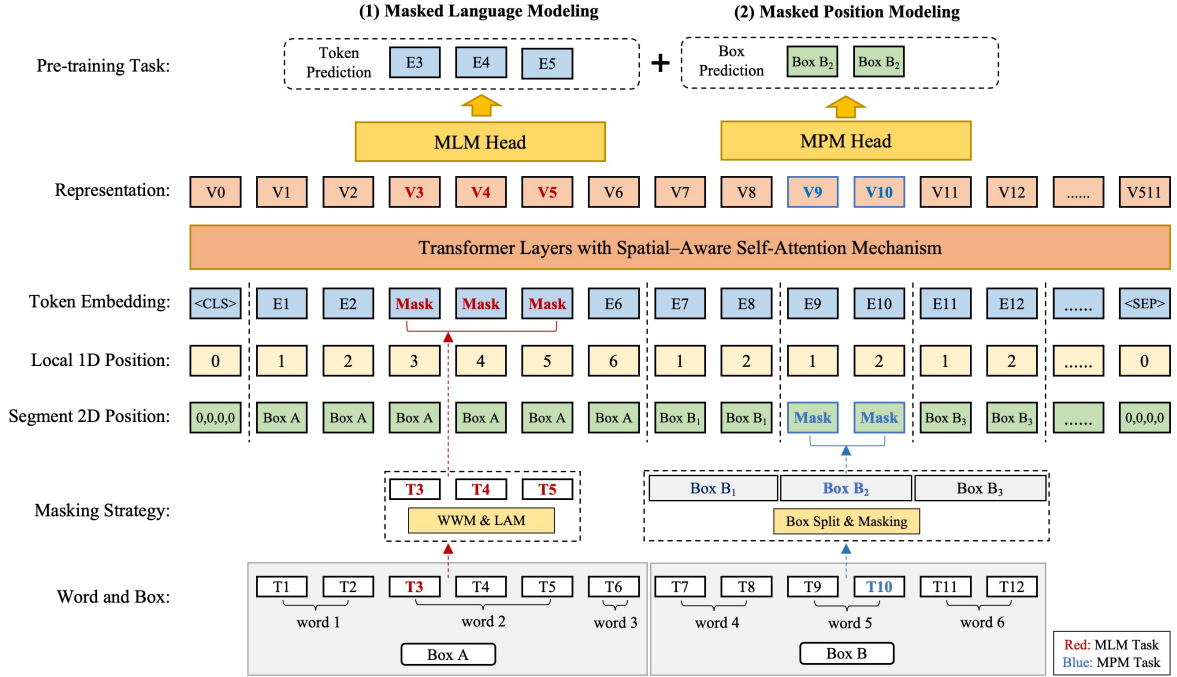 (1) Masked Language Modeling (2) Masked Position Modeling
Pre-training Task: Token Prediction E3 E4 E5 + Box Prediction Box B₂ Box B₂
MLM Head MPM Head
Representation: V0 V1 V2 V3 V4 V5 V6 V7 V8 V9 V10 V11 V12 ...... V511
Transformer Layers with Spatial–Aware Self-Attention Mechanism
Token Embedding: <CLS> E1 E2 Mask Mask Mask E6 E7 E8 E9 E10 E11 E12 ...... <SEP>
Local 1D Position: 0 1 2 3 4 5 6 1 2 1 2 1 2 ...... 0
Segment 2D Position: 0,0,0,0 Box A Box A Box A Box A Box A Box A Box B₁ Box B₁ Mask Mask Box B₃ Box B₃ ...... 0,0,0,0
Masking Strategy: T3 T4 T5 Box B₁ Box B₂ Box B₃
WWM & LAM Box Split & Masking
Word and Box: T1 T2 T3 T4 T5 T6 T7 T8 T9 T10 T11 T12
word 1 word 2 word 3 word 4 word 5 word 6
Box A Box B
Red: MLM Task
Blue: MPM Task